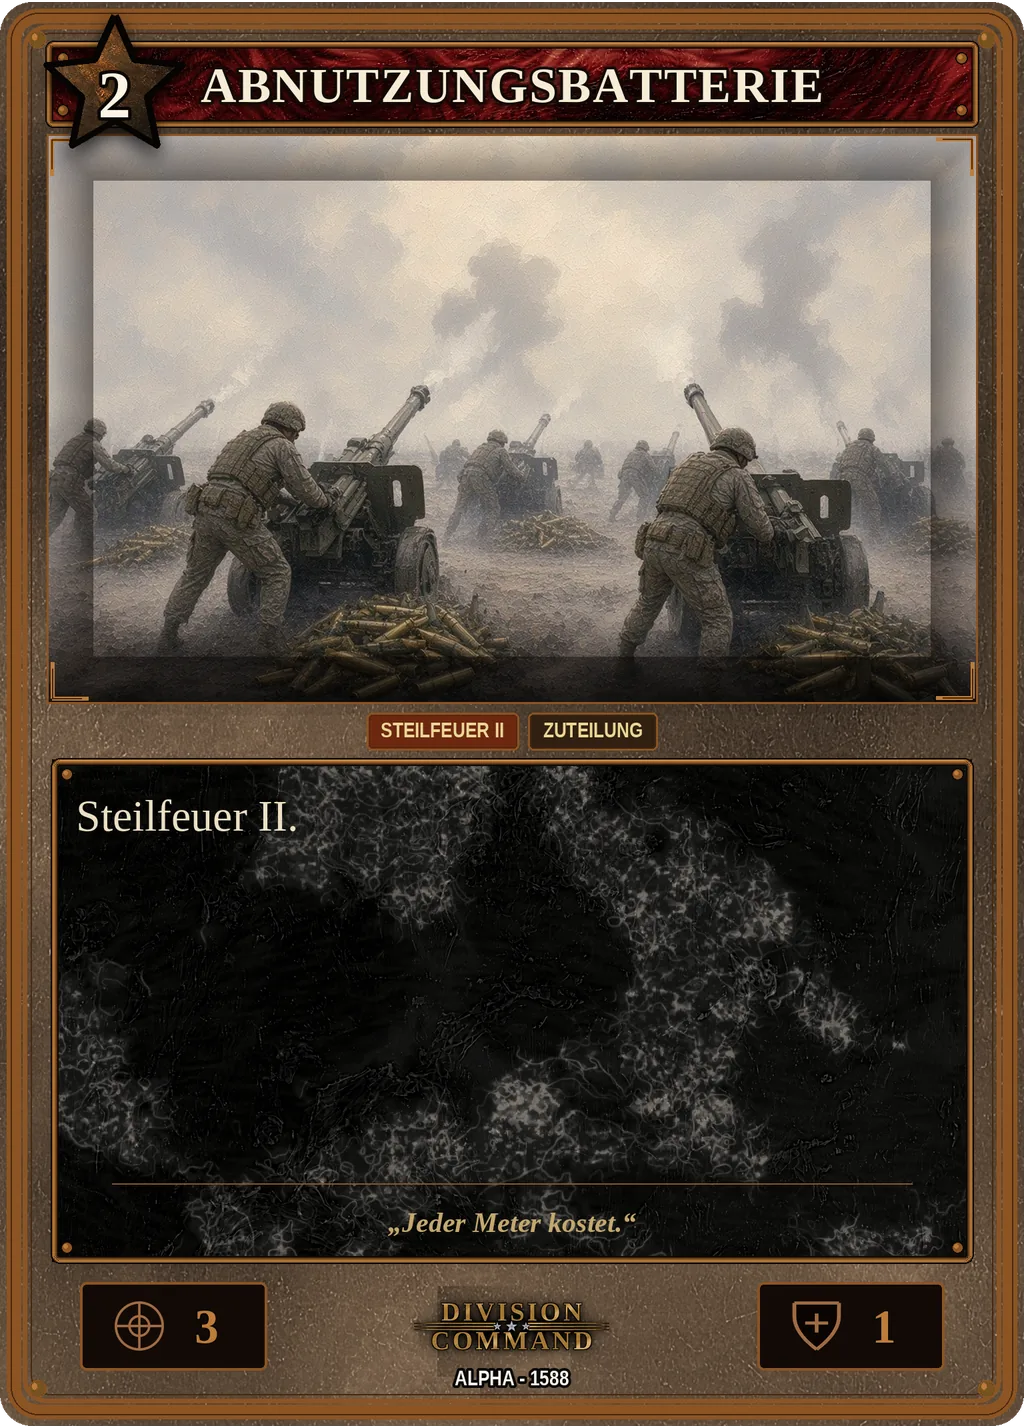 2
ABNUTZUNGSBATTERIE
STEILFEUER II
ZUTEILUNG
Steilfeuer II.
„Jeder Meter kostet.“
3
DIVISION
COMMAND
1
ALPHA - 1588